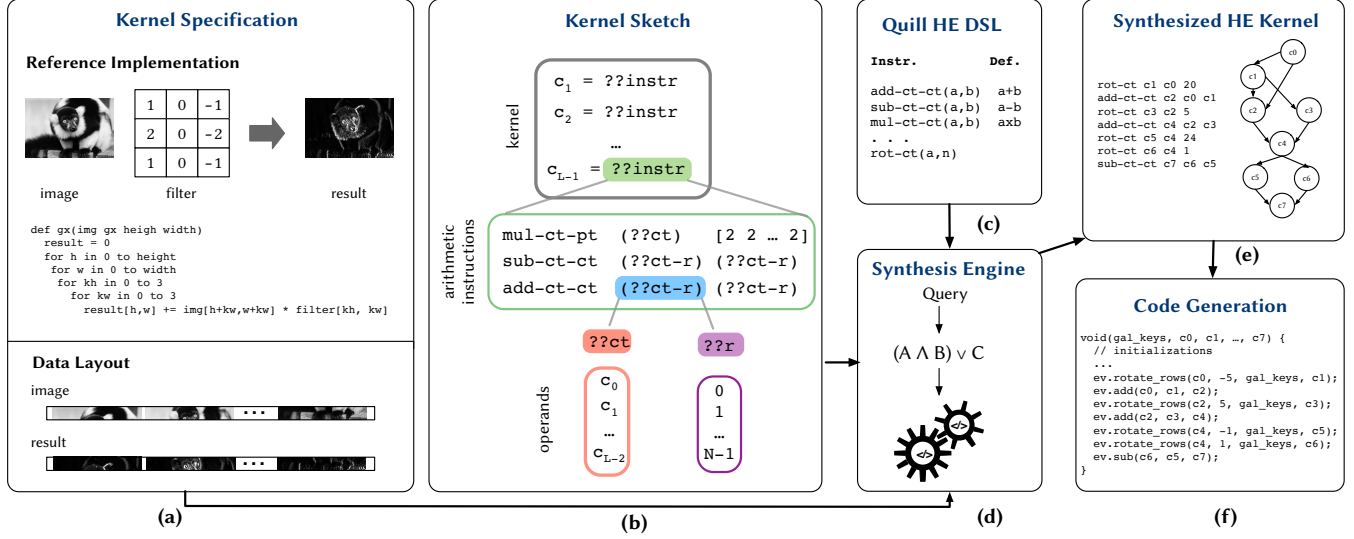 Kernel Specification
Reference Implementation
1 0 -1
2 0 -2
1 0 -1
image filter result
def gx(img gx heigh width)
result = 0
for h in 0 to height
for w in 0 to width
for kh in 0 to 3
for kw in 0 to 3
result[h,w] += img[h+kw,w+kw] * filter[kh, kw]
Data Layout
image
...
result
...
(a)
Kernel Sketch
kernel
c1 = ??instr
c2 = ??instr
...
cL-1 = ??instr
arithmetic
instructions
mul-ct-pt (??ct) [2 2 … 2]
sub-ct-ct (??ct-r) (??ct-r)
add-ct-ct (??ct-r) (??ct-r)
??ct ??r
operands
c0
c1
…
cL-2
0
1
…
N-1
(b)
Quill HE DSL
Instr. Def.
add-ct-ct(a,b) a+b
sub-ct-ct(a,b) a-b
mul-ct-ct(a,b) axb
. . .
rot-ct(a,n)
(c)
Synthesis Engine
Query
(A ∧ B) ∨ C
</>
</>
(d)
Synthesized HE Kernel
rot-ct c1 c0 20
add-ct-ct c2 c0 c1
rot-ct c3 c2 5
add-ct-ct c4 c2 c3
rot-ct c5 c4 24
rot-ct c6 c4 1
sub-ct-ct c7 c6 c5
c0
c1
c2
c3
c4
c5
c6
c7
(e)
Code Generation
void(gal_keys, c0, c1, …, c7) {
// initializations
...
ev.rotate_rows(c0, -5, gal_keys, c1);
ev.add(c0, c1, c2);
ev.rotate_rows(c2, 5, gal_keys, c3);
ev.add(c2, c3, c4);
ev.rotate_rows(c4, -1, gal_keys, c5);
ev.rotate_rows(c4, 1, gal_keys, c6);
ev.sub(c6, c5, c7);
}
(f)